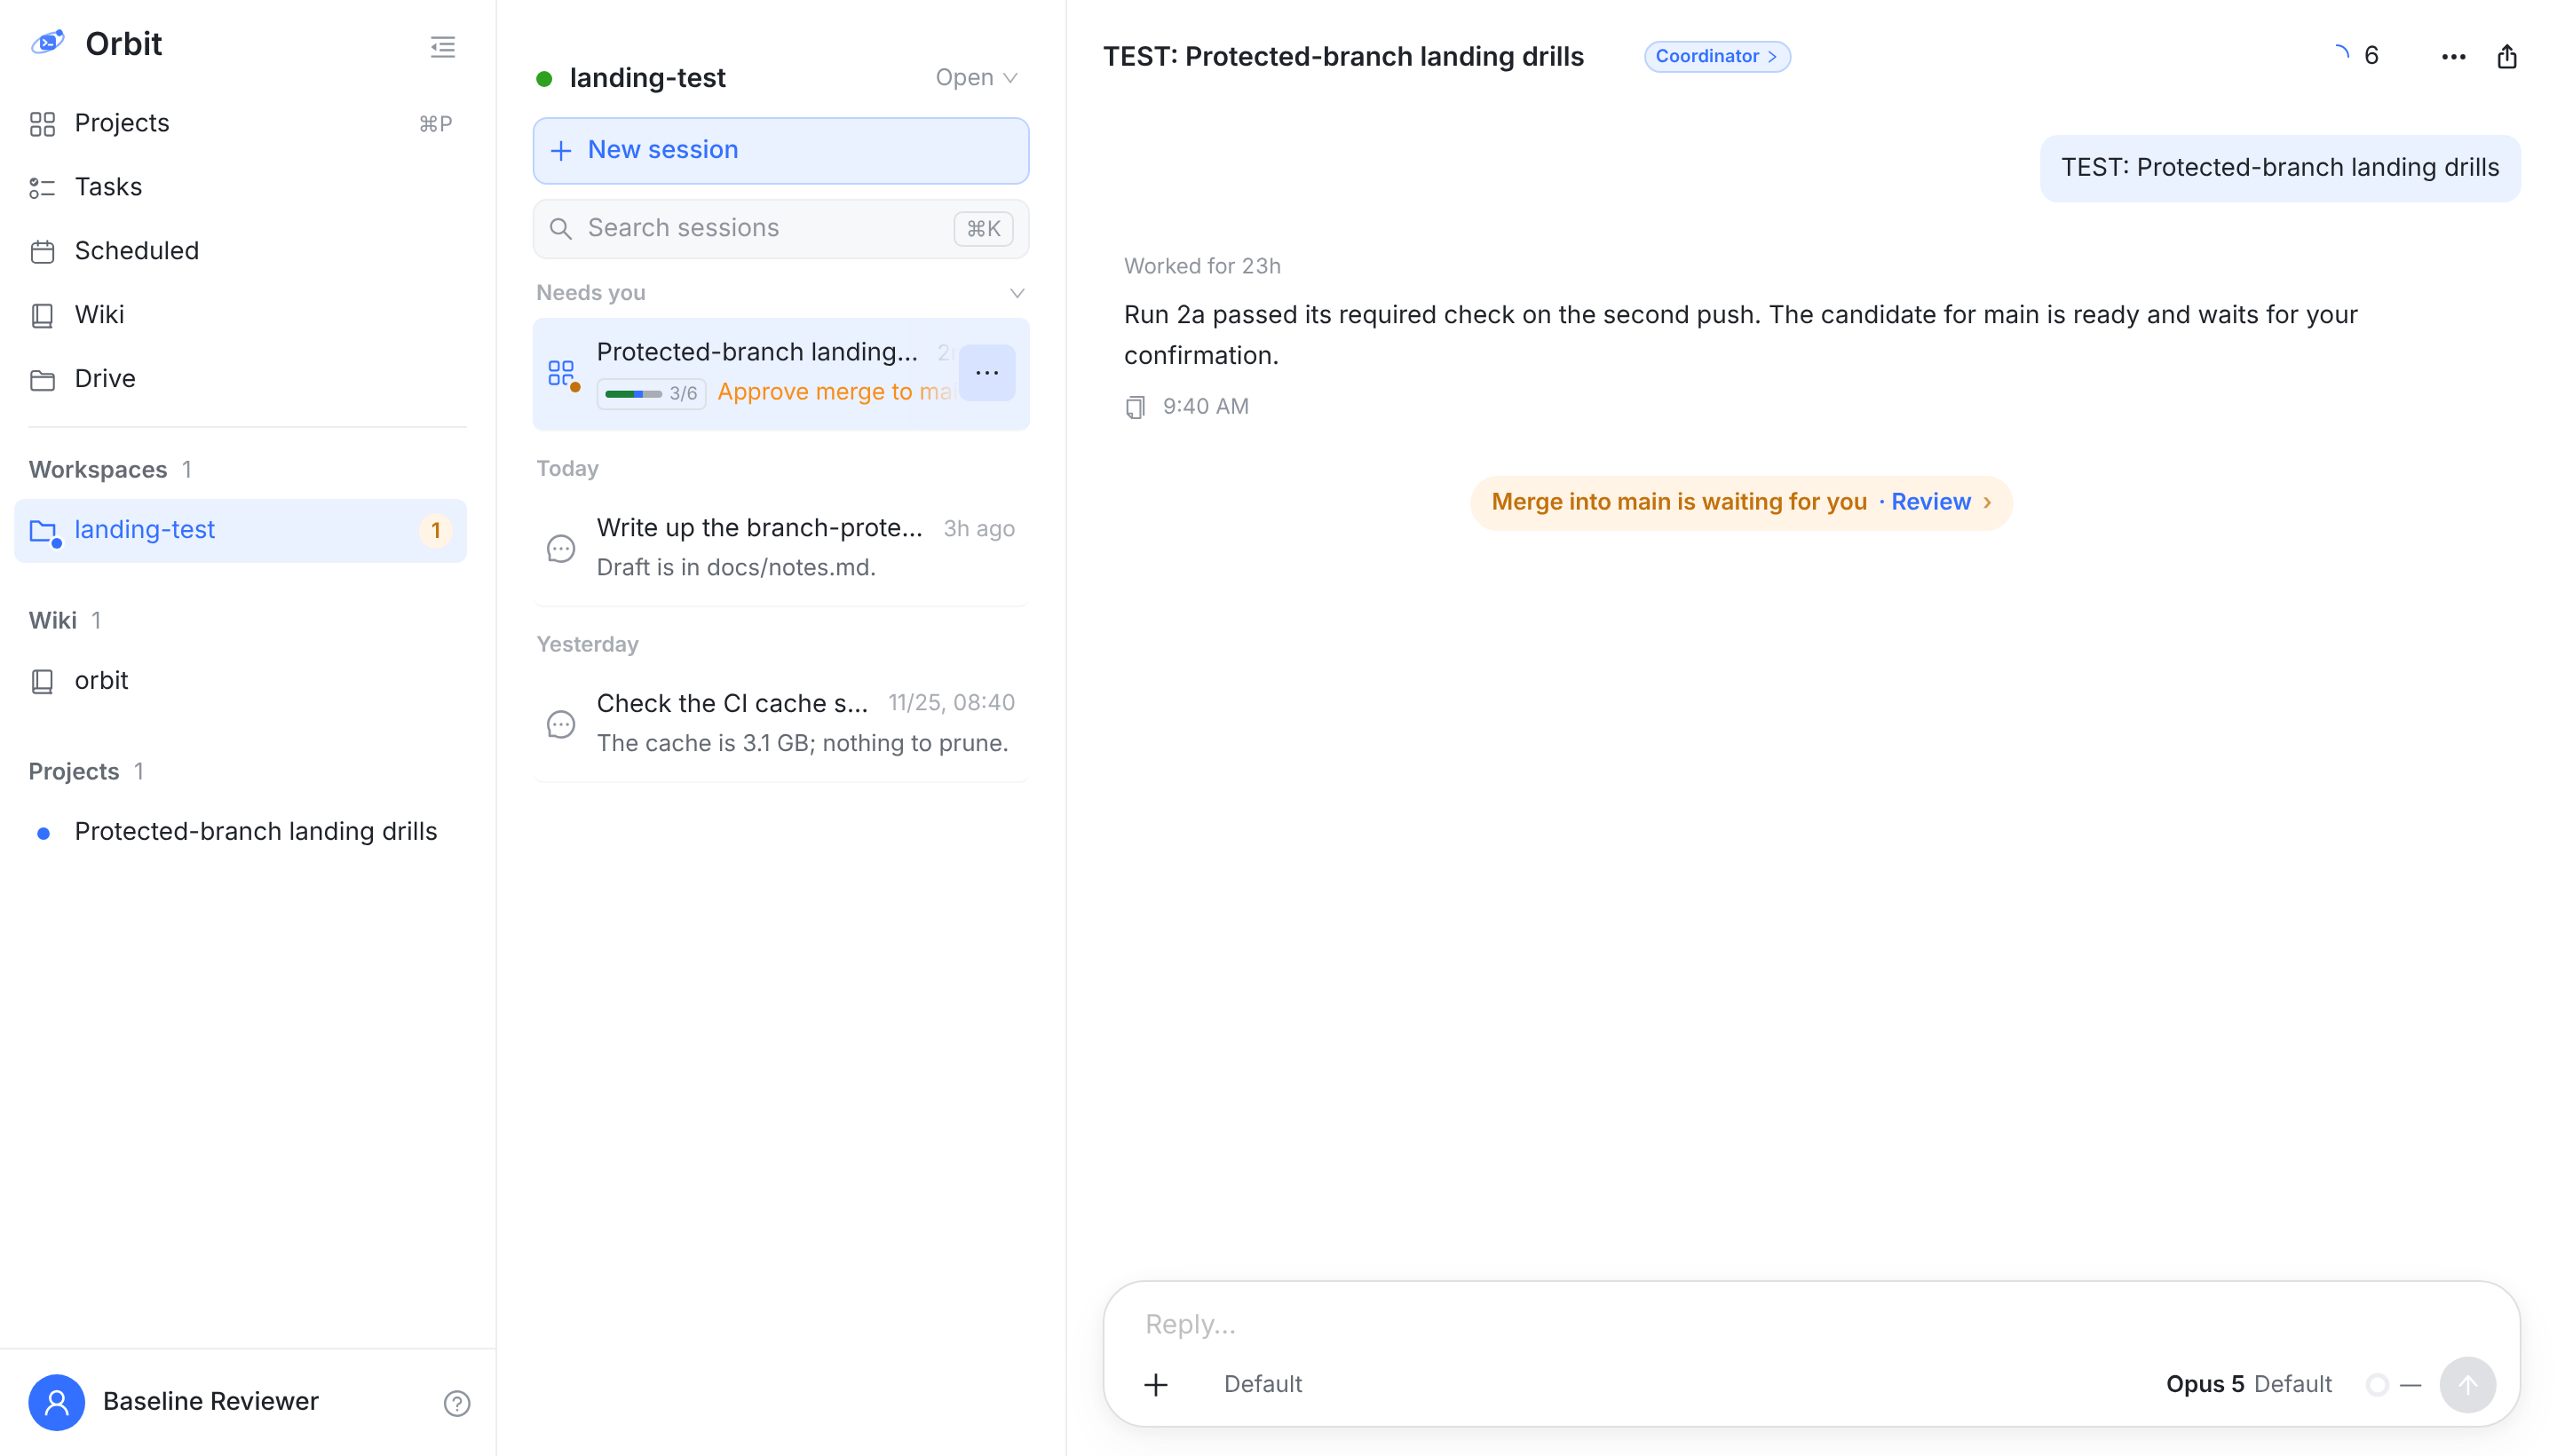 Orbit
Projects ⌘P
Tasks
Scheduled
Wiki
Drive
Workspaces 1
landing-test 1
Wiki 1
orbit
Projects 1
Protected-branch landing drills
Baseline Reviewer
landing-test Open
New session
Search sessions ⌘K
Needs you
Protected-branch landing...
3/6 Approve merge to
Today
Write up the branch-prote... 3h ago
Draft is in docs/notes.md.
Yesterday
Check the CI cache s... 11/25, 08:40
The cache is 3.1 GB; nothing to prune.
TEST: Protected-branch landing drills Coordinator > 6
TEST: Protected-branch landing drills
Worked for 23h
Run 2a passed its required check on the second push. The candidate for main is ready and waits for your
confirmation.
9:40 AM
Merge into main is waiting for you · Review ›
Reply...
Default Opus 5 Default —